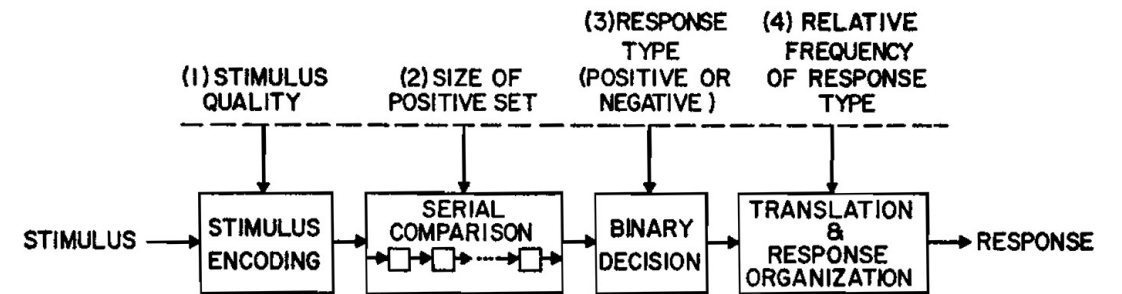 (1) STIMULUS
QUALITY
(2) SIZE OF
POSITIVE SET
(3) RESPONSE
TYPE
(POSITIVE OR
NEGATIVE)
(4) RELATIVE
FREQUENCY
OF RESPONSE
TYPE
STIMULUS
STIMULUS
ENCODING
SERIAL
COMPARISON
BINARY
DECISION
TRANSLATION
&
RESPONSE
ORGANIZATION
RESPONSE